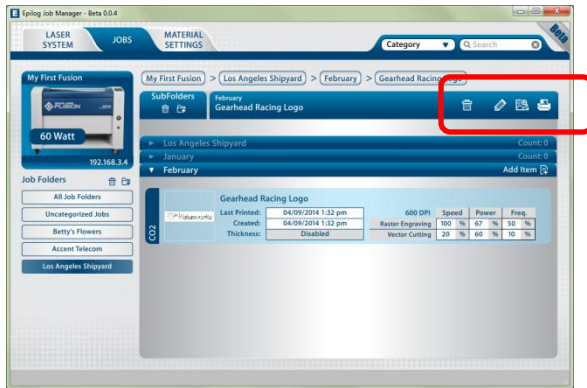 Epilog Job Manager - Beta 0.0.4
Beta
LASER SYSTEM
JOBS
MATERIAL SETTINGS
Category
Search
My First Fusion
FUSION
60 Watt
192.168.3.4
Job Folders
All Job Folders
Uncategorized Jobs
Betty's Flowers
Accent Telecom
Los Angeles Shipyard
My First Fusion > Los Angeles Shipyard > February > Gearhead Racing Logo
SubFolders
February
Gearhead Racing Logo
Los Angeles Shipyard Count: 0
January Count: 0
February Add Item
CO2
Gearhead Racing Logo
Last Printed: 04/09/2014 1:32 pm
Created: 04/09/2014 1:32 pm
Thickness: Disabled
600 DPI Speed Power Freq.
Raster Engraving 100 % 67 % 50 %
Vector Cutting 20 % 60 % 10 %